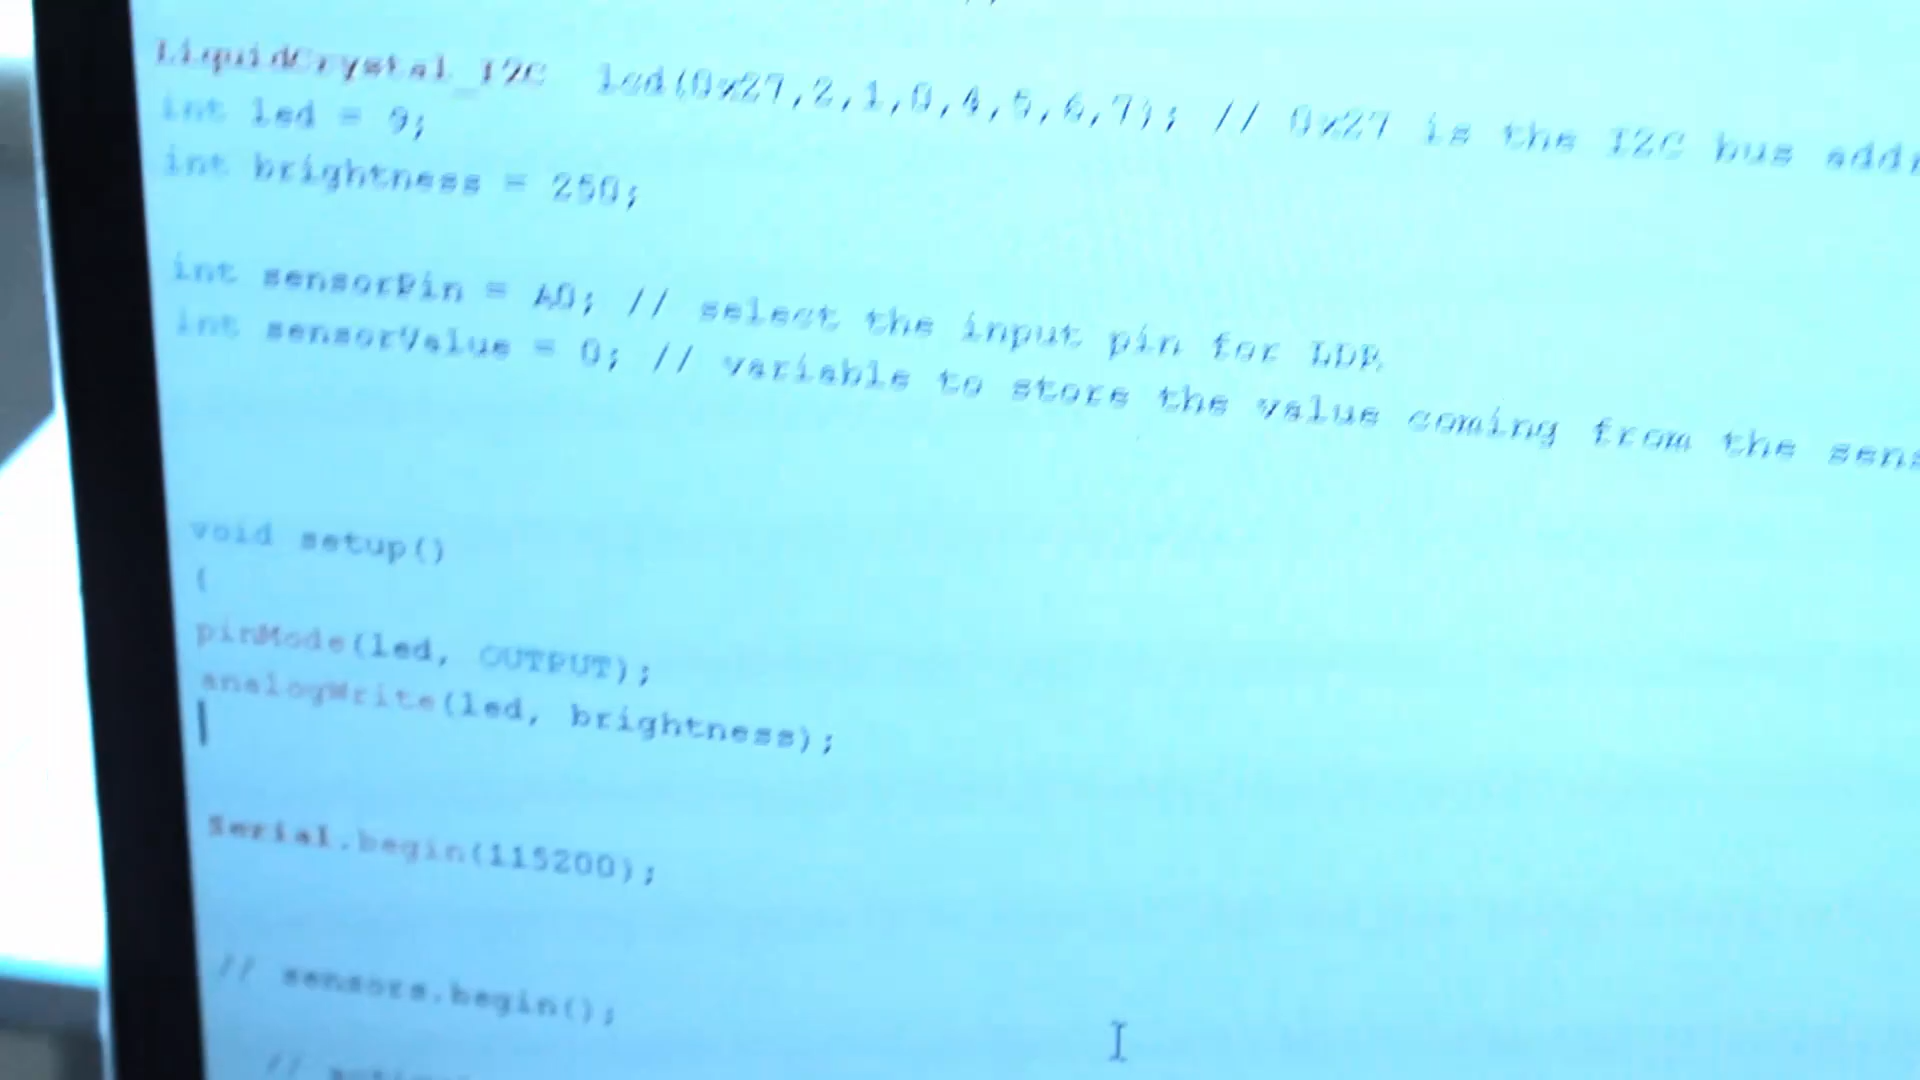 LiquidCrystal_I2C  lcd(0x27,2,1,0,4,5,6,7); // 0x27 is the I2C bus addr
int led = 9;
int brightness = 250;
int sensorPin = A0; // select the input pin for LDR
int sensorValue = 0; // variable to store the value coming from the sens
void setup()
{
pinMode(led, OUTPUT);
analogWrite(led, brightness);
Serial.begin(115200);
// sensors.begin();
//